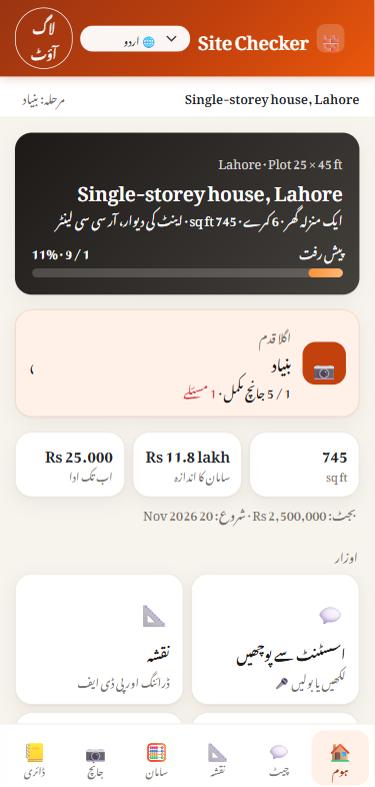 Site Checker
🌐 اردو
لاگ
آؤٹ
Single-storey house, Lahore
مرحلہ: بنیاد
Lahore · Plot 25 × 45 ft
Single-storey house, Lahore
ایک منزلہ گھر · 6 کمرے · 745 sq ft · اینٹ کی دیوار، آر سی سی لینٹر
پیش رفت
1 / 9 · 11%
اگلا قدم
بنیاد
1 / 5 جانچ مکمل · 1 مسئلے
745
sq ft
Rs 11.8 lakh
سامان کا اندازہ
Rs 25,000
اب تک ادا
بجٹ: Rs 2,500,000 · شروع: 20 Nov 2026
اوزار
اسسٹنٹ سے پوچھیں
لکھیں یا بولیں 🎤
نقشہ
ڈرائنگ اور پی ڈی ایف
ہوم
چیٹ
نقشہ
سامان
جانچ
ڈائری